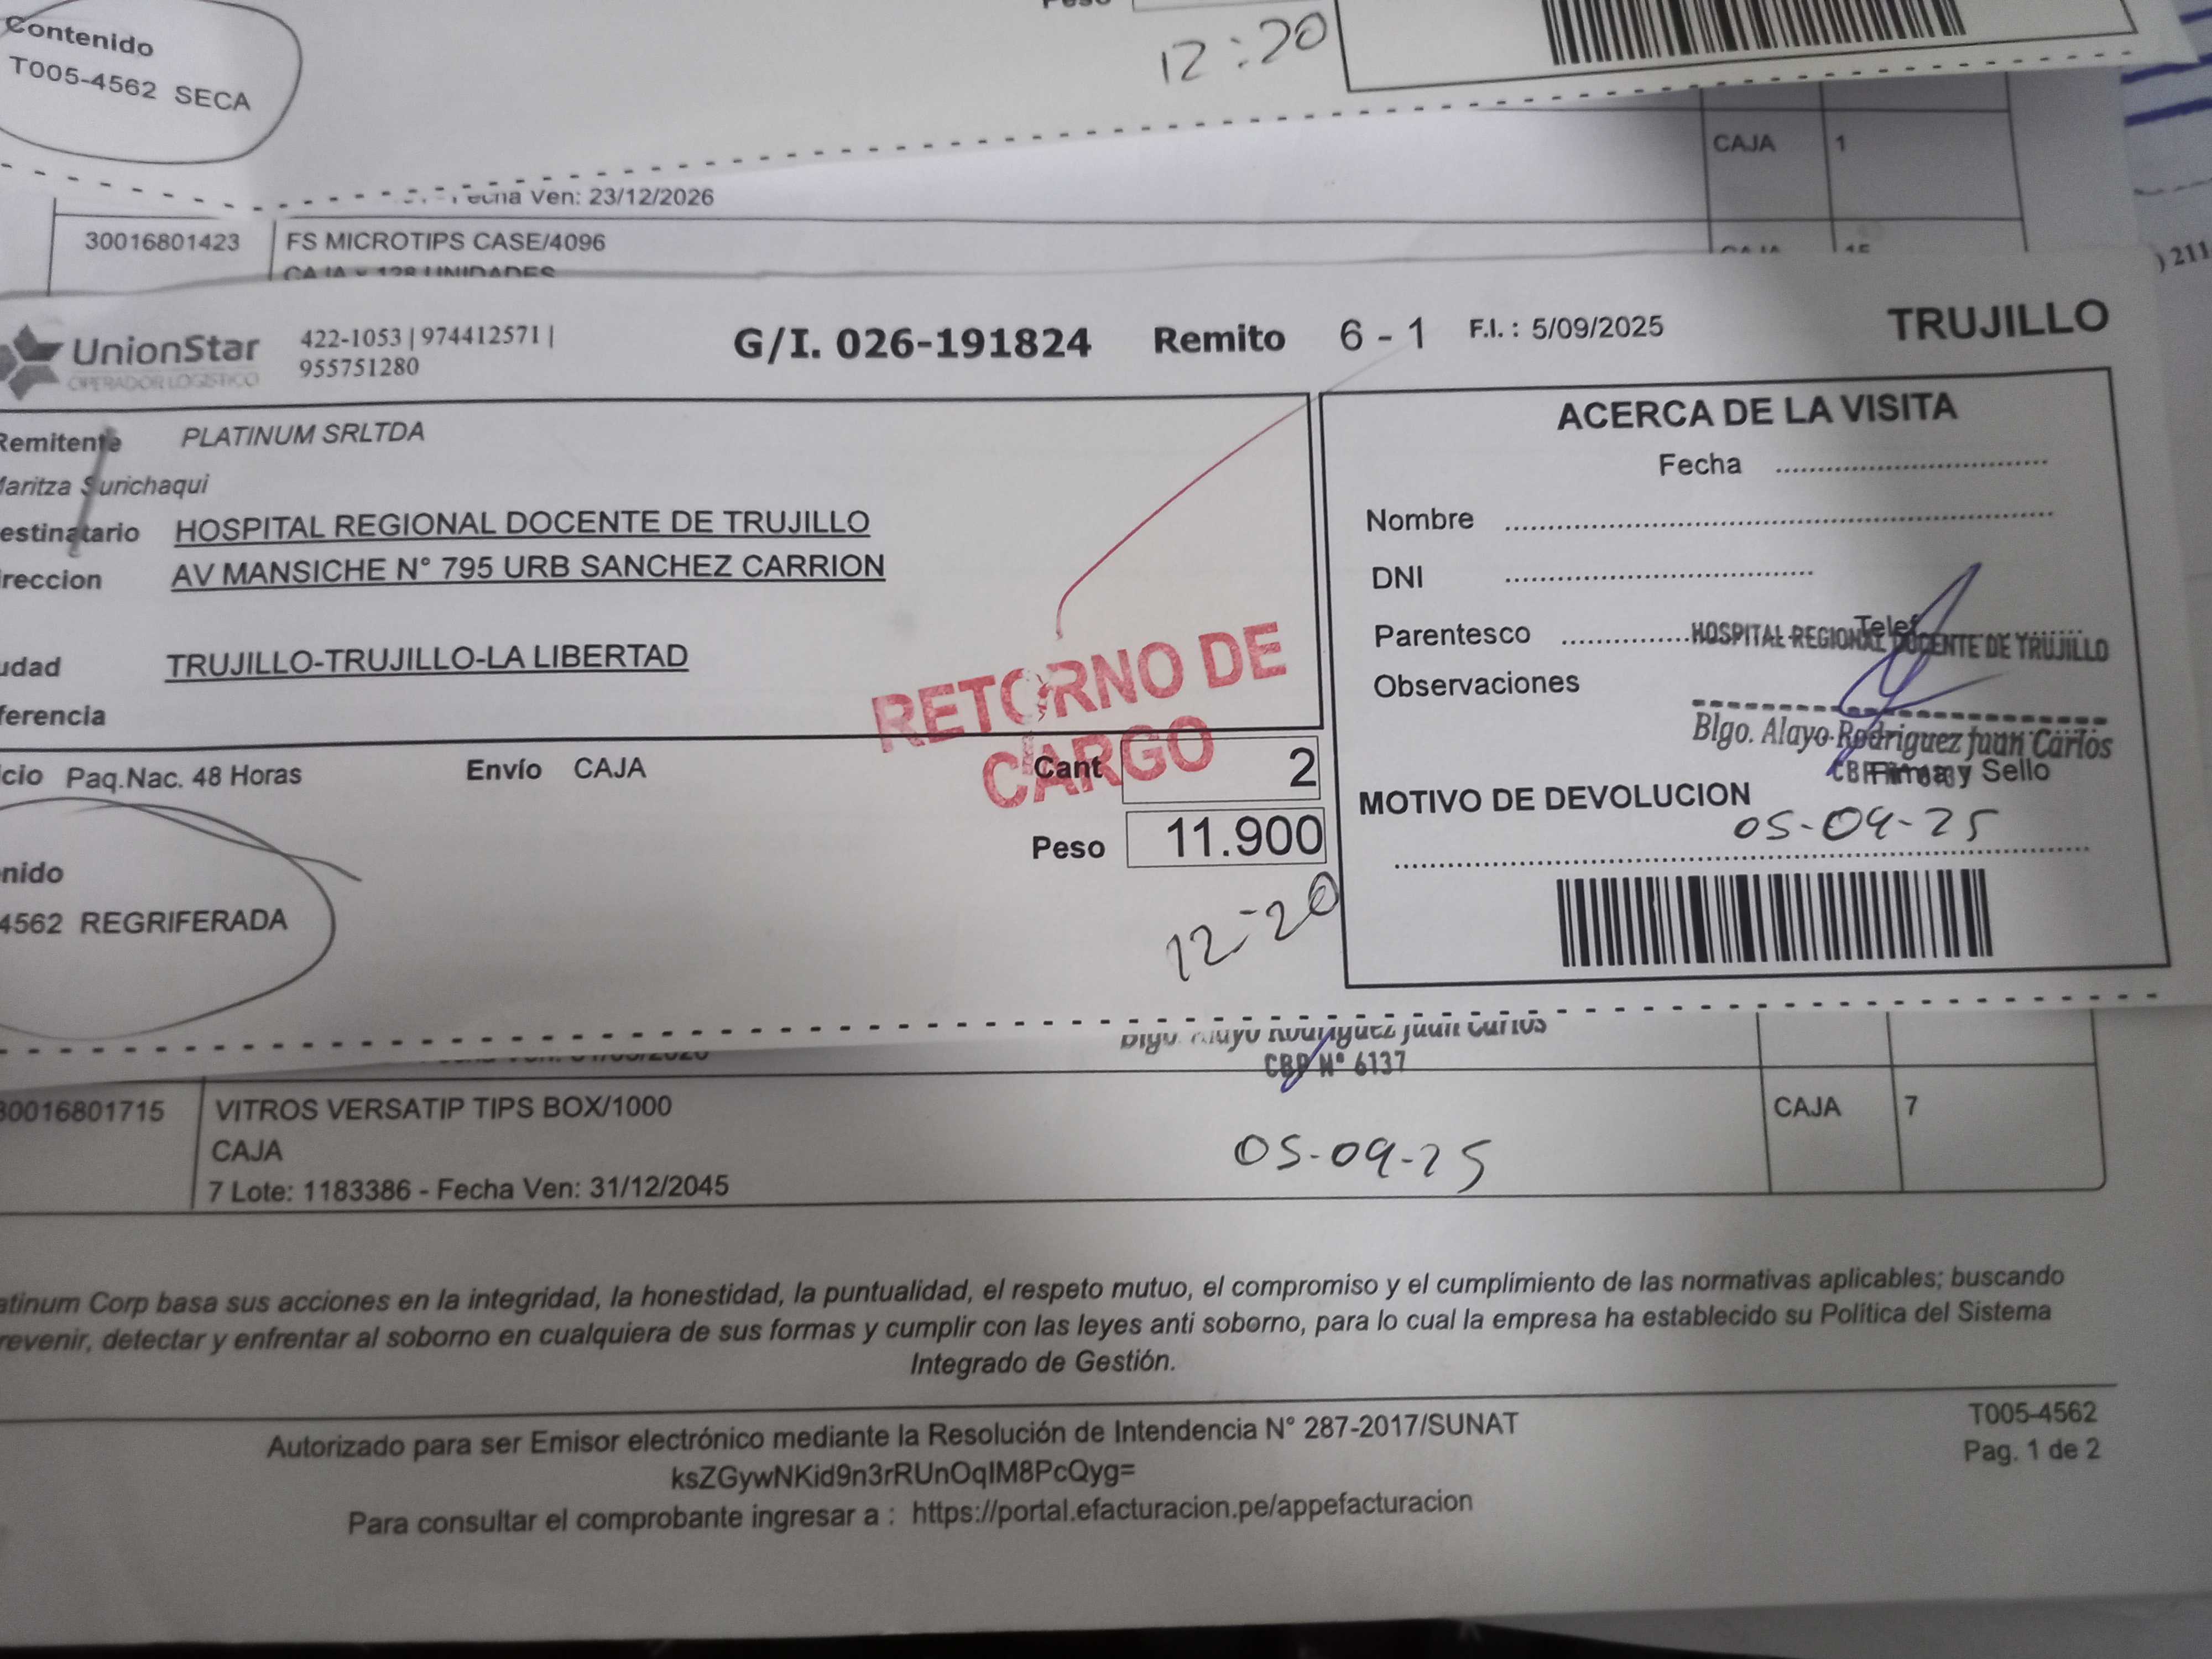 Contenido
T005-4562 SECA
12:20
CAJA 1
Fecha Ven: 23/12/2026
30016801423 FS MICROTIPS CASE/4096
CAJA x 128 UNIDADES
CAJA 15
) 211
UnionStar
OPERADOR LOGISTICO
422-1053 | 974412571 |
955751280
G/I. 026-191824 Remito 6 - 1 F.I. : 5/09/2025 TRUJILLO
Remitente PLATINUM SRLTDA
Maritza Surichaqui
estinatario HOSPITAL REGIONAL DOCENTE DE TRUJILLO
reccion AV MANSICHE N° 795 URB SANCHEZ CARRION
udad TRUJILLO-TRUJILLO-LA LIBERTAD
ferencia
RETORNO DE
CARGO
cio Paq.Nac. 48 Horas Envío CAJA Cant 2
Peso 11.900
nido
4562 REGRIFERADA
12-20
ACERCA DE LA VISITA
Fecha
Nombre
DNI
Parentesco Telef
HOSPITAL REGIONAL DOCENTE DE TRUJILLO
Observaciones
Blgo. Alayo Rodriguez Juan Carlos
Firma y Sello
MOTIVO DE DEVOLUCION
05-09-25
Blgo. Alayo Rodriguez Juan Carlos
CBP N° 6137
30016801715 VITROS VERSATIP TIPS BOX/1000 CAJA 7
CAJA
7 Lote: 1183386 - Fecha Ven: 31/12/2045
05-09-25
atinum Corp basa sus acciones en la integridad, la honestidad, la puntualidad, el respeto mutuo, el compromiso y el cumplimiento de las normativas aplicables; buscando
revenir, detectar y enfrentar al soborno en cualquiera de sus formas y cumplir con las leyes anti soborno, para lo cual la empresa ha establecido su Política del Sistema
Integrado de Gestión.
Autorizado para ser Emisor electrónico mediante la Resolución de Intendencia N° 287-2017/SUNAT
ksZGywNKid9n3rRUnOqIM8PcQyg=
Para consultar el comprobante ingresar a : https://portal.efacturacion.pe/appefacturacion
T005-4562
Pag. 1 de 2